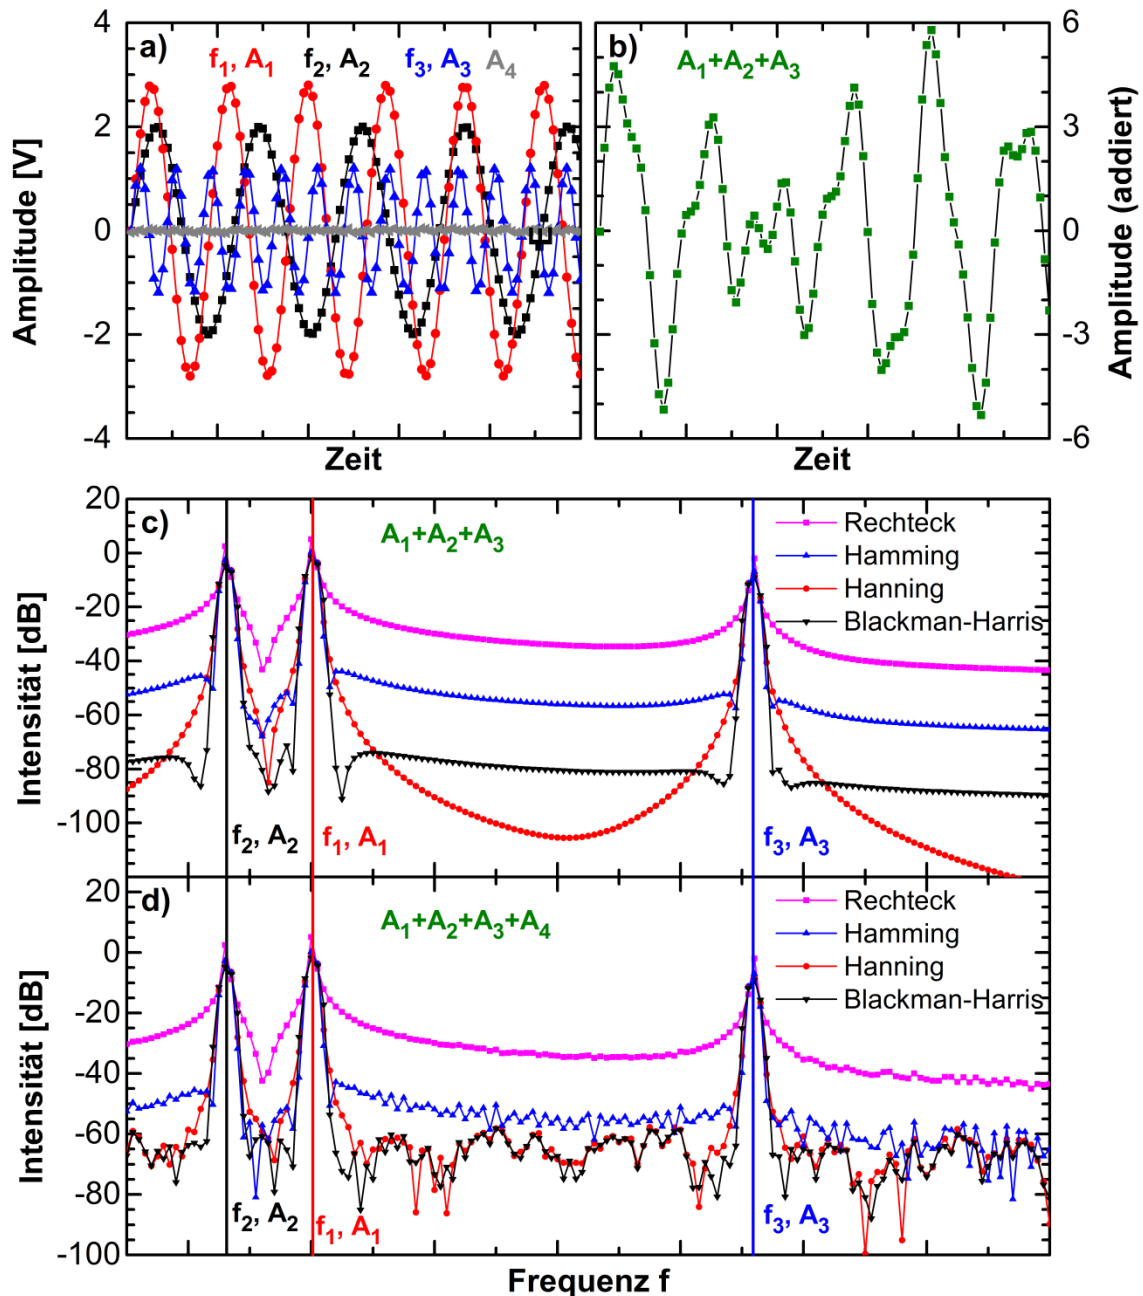 a)
f1, A1 f2, A2 f3, A3 A4
4
2
0
-2
-4
Amplitude [V]
Zeit
b)
A1+A2+A3
6
3
0
-3
-6
Amplitude (addiert)
Zeit
c)
A1+A2+A3
Rechteck
Hamming
Hanning
Blackman-Harris
20
0
-20
-40
-60
-80
-100
Intensität [dB]
f2, A2 f1, A1 f3, A3
d)
A1+A2+A3+A4
Rechteck
Hamming
Hanning
Blackman-Harris
20
0
-20
-40
-60
-80
-100
Intensität [dB]
f2, A2 f1, A1 f3, A3
Frequenz f